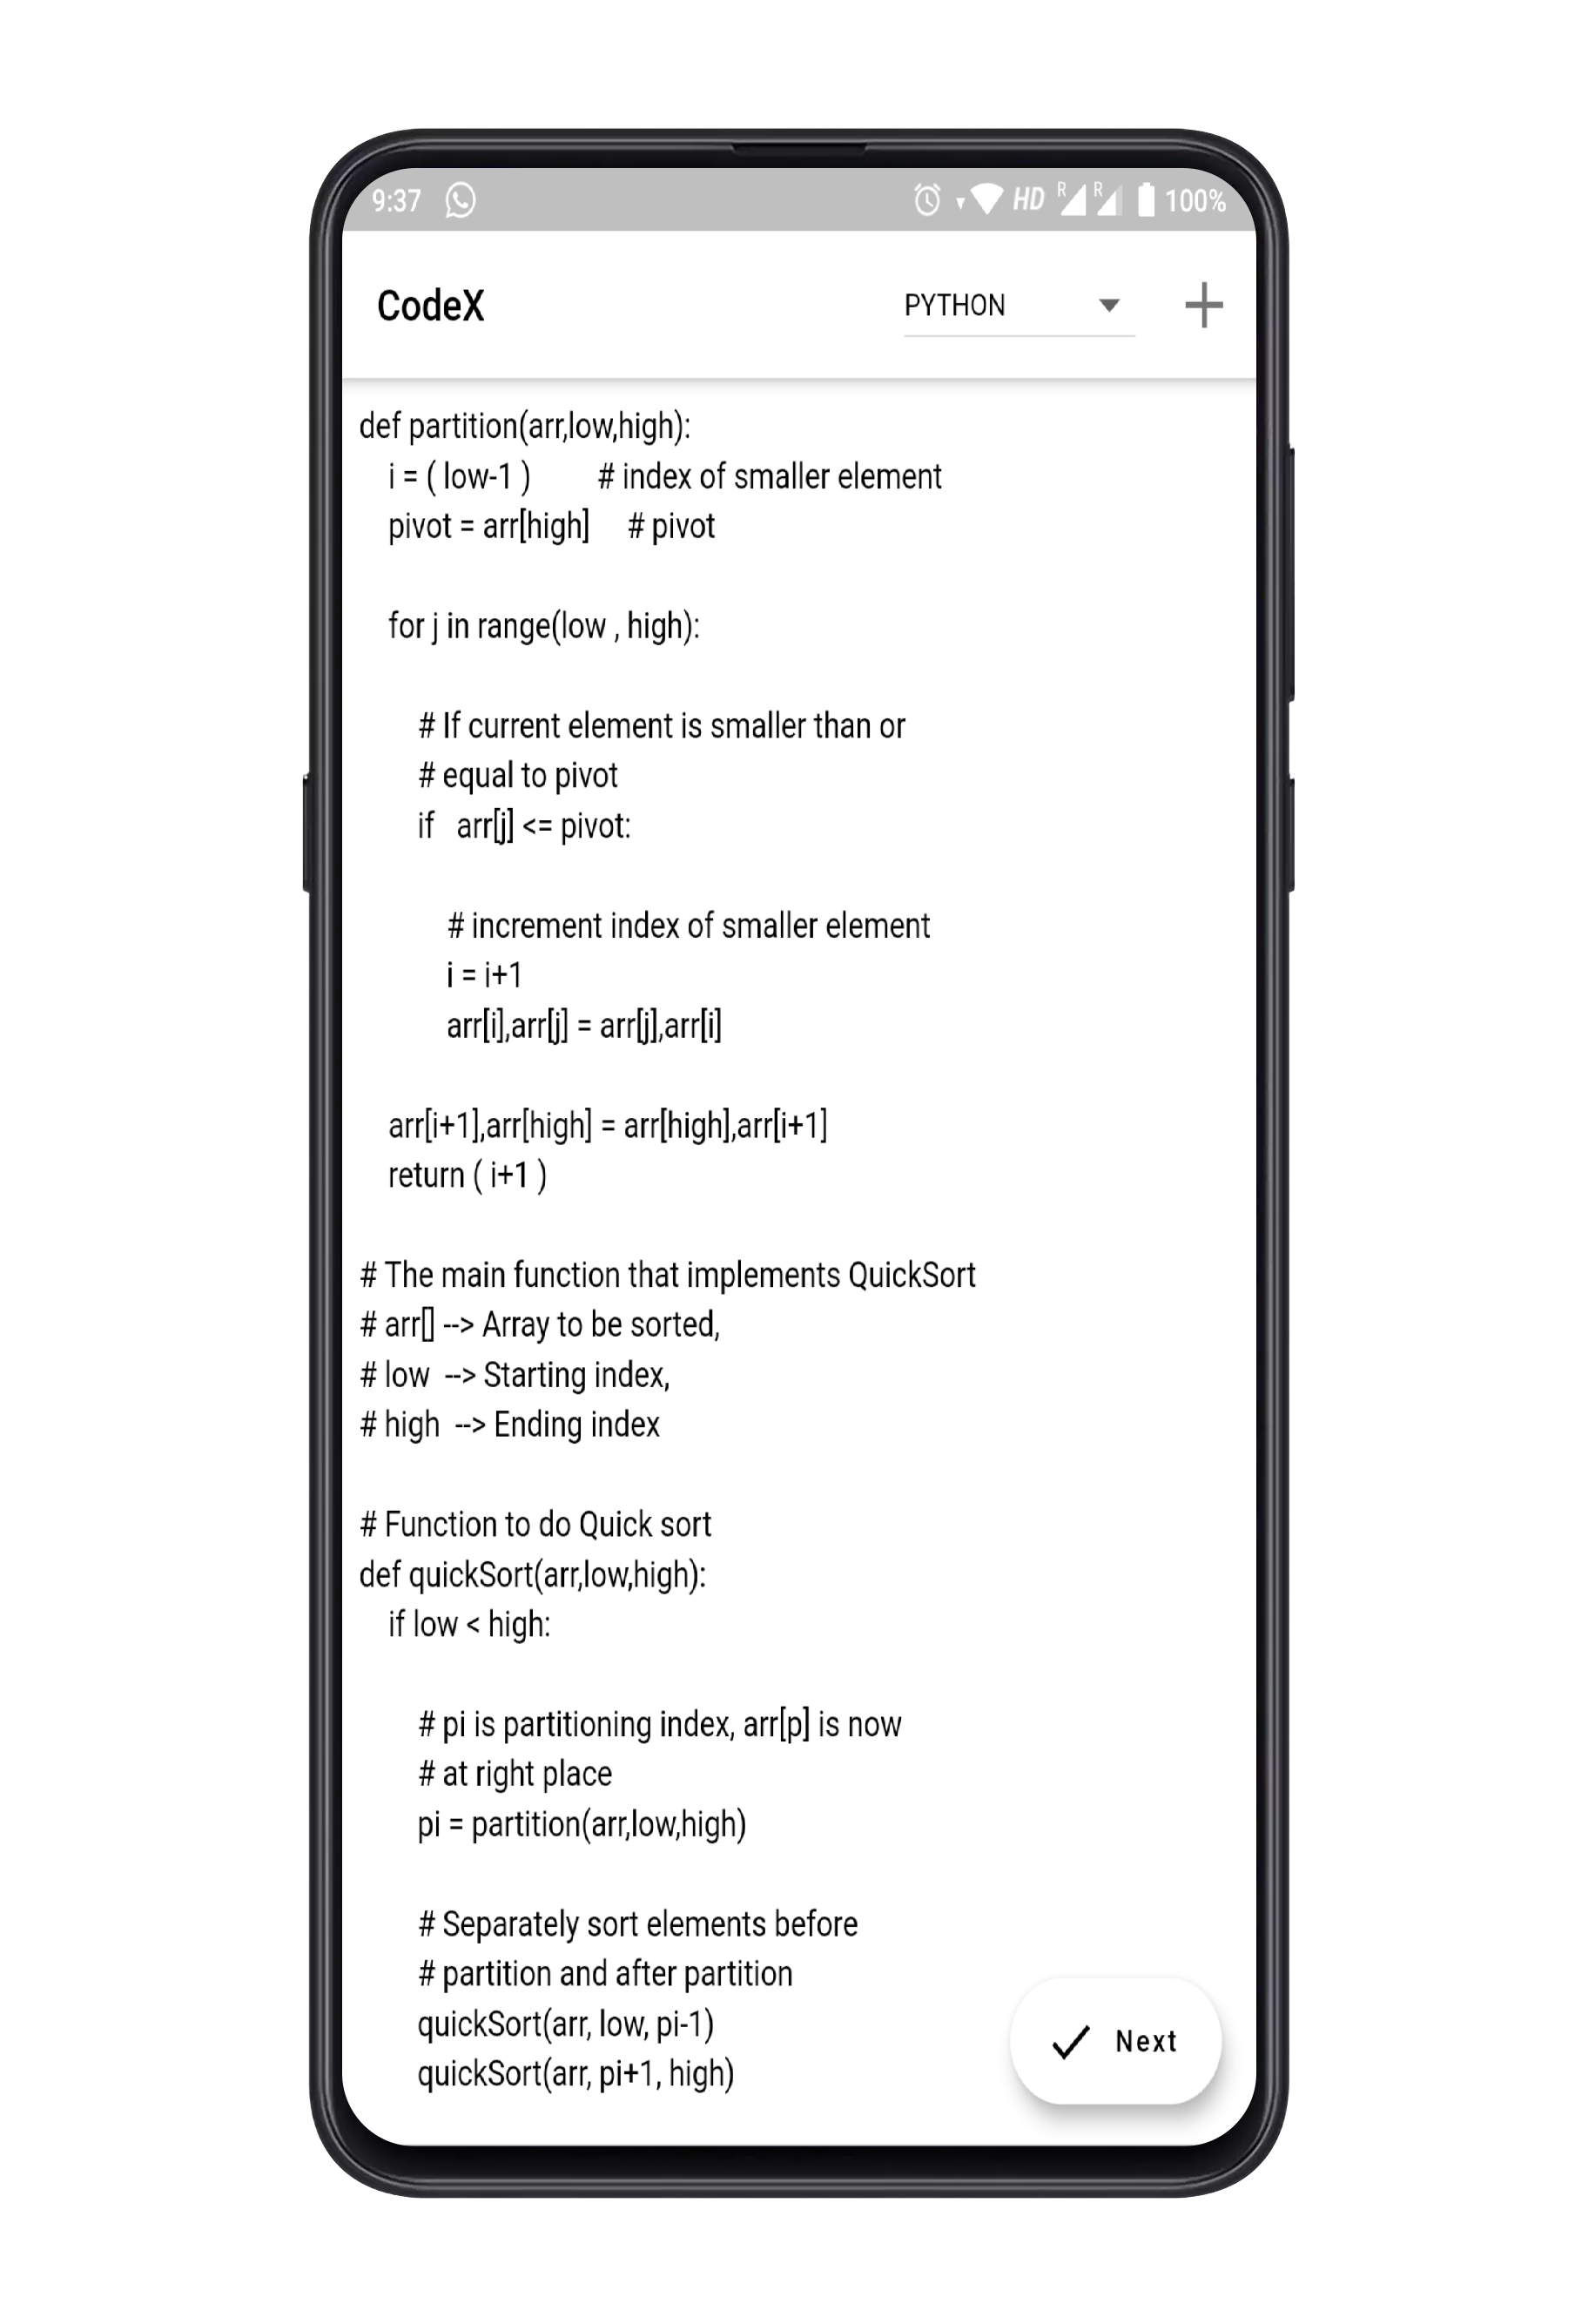 9:37 HD R R 100%
CodeX PYTHON
def partition(arr,low,high):
    i = ( low-1 )         # index of smaller element
    pivot = arr[high]     # pivot
    for j in range(low , high):
        # If current element is smaller than or
        # equal to pivot
        if   arr[j] <= pivot:
            # increment index of smaller element
            i = i+1
            arr[i],arr[j] = arr[j],arr[i]
    arr[i+1],arr[high] = arr[high],arr[i+1]
    return ( i+1 )
# The main function that implements QuickSort
# arr[] --> Array to be sorted,
# low  --> Starting index,
# high  --> Ending index
# Function to do Quick sort
def quickSort(arr,low,high):
    if low < high:
        # pi is partitioning index, arr[p] is now
        # at right place
        pi = partition(arr,low,high)
        # Separately sort elements before
        # partition and after partition
        quickSort(arr, low, pi-1)
        quickSort(arr, pi+1, high)
Next